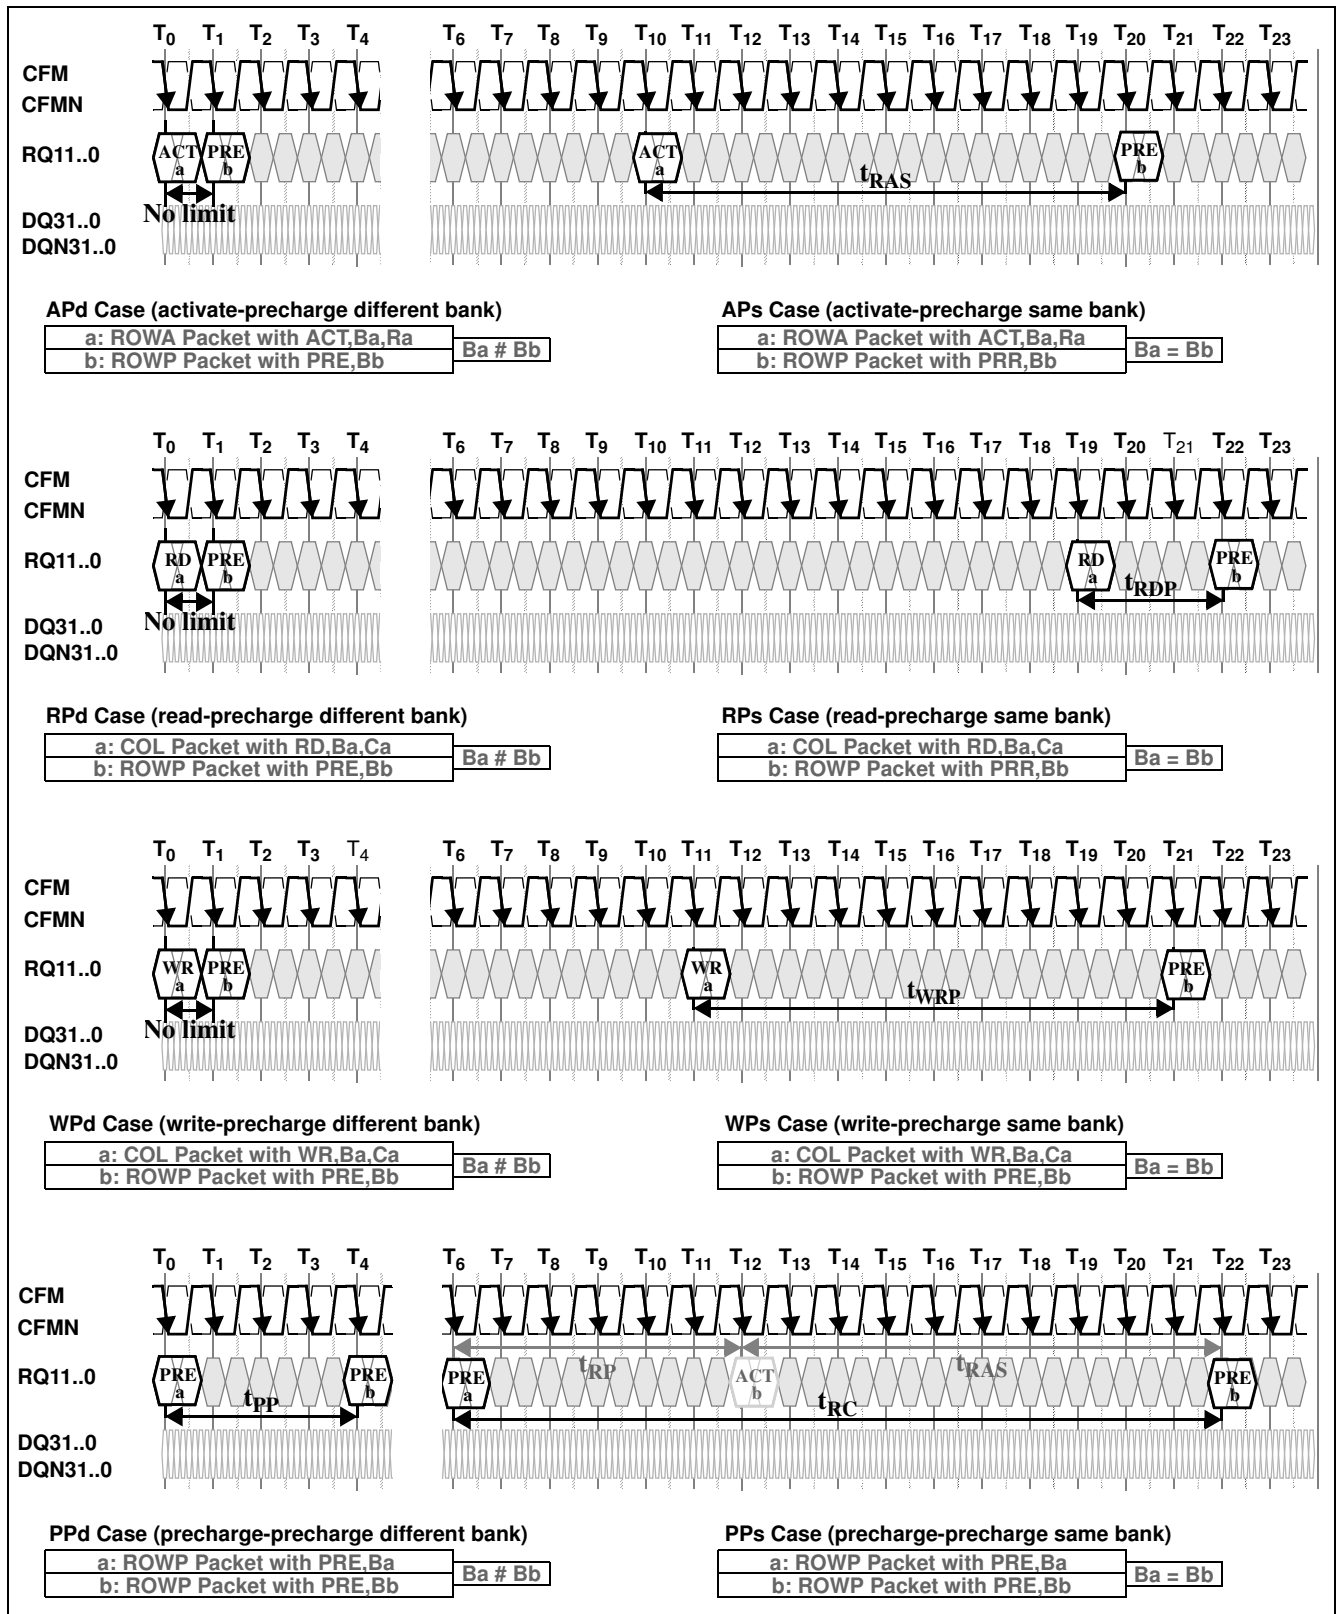 T0 T1 T2 T3 T4 T6 T7 T8 T9 T10 T11 T12 T13 T14 T15 T16 T17 T18 T19 T20 T21 T22 T23
CFM
CFMN
RQ11..0
ACT a PRE b ACT a PRE b
tRAS
No limit
DQ31..0
DQN31..0
APd Case (activate-precharge different bank)
a: ROWA Packet with ACT,Ba,Ra
b: ROWP Packet with PRE,Bb
Ba # Bb
APs Case (activate-precharge same bank)
a: ROWA Packet with ACT,Ba,Ra
b: ROWP Packet with PRR,Bb
Ba = Bb
T0 T1 T2 T3 T4 T6 T7 T8 T9 T10 T11 T12 T13 T14 T15 T16 T17 T18 T19 T20 T21 T22 T23
CFM
CFMN
RQ11..0
RD a PRE b RD a PRE b
tRDP
No limit
DQ31..0
DQN31..0
RPd Case (read-precharge different bank)
a: COL Packet with RD,Ba,Ca
b: ROWP Packet with PRE,Bb
Ba # Bb
RPs Case (read-precharge same bank)
a: COL Packet with RD,Ba,Ca
b: ROWP Packet with PRR,Bb
Ba = Bb
T0 T1 T2 T3 T4 T6 T7 T8 T9 T10 T11 T12 T13 T14 T15 T16 T17 T18 T19 T20 T21 T22 T23
CFM
CFMN
RQ11..0
WR a PRE b WR a PRE b
tWRP
No limit
DQ31..0
DQN31..0
WPd Case (write-precharge different bank)
a: COL Packet with WR,Ba,Ca
b: ROWP Packet with PRE,Bb
Ba # Bb
WPs Case (write-precharge same bank)
a: COL Packet with WR,Ba,Ca
b: ROWP Packet with PRE,Bb
Ba = Bb
T0 T1 T2 T3 T4 T6 T7 T8 T9 T10 T11 T12 T13 T14 T15 T16 T17 T18 T19 T20 T21 T22 T23
CFM
CFMN
tRP tRAS
RQ11..0
PRE a PRE b PRE a ACT b PRE b
tPP tRC
DQ31..0
DQN31..0
PPd Case (precharge-precharge different bank)
a: ROWP Packet with PRE,Ba
b: ROWP Packet with PRE,Bb
Ba # Bb
PPs Case (precharge-precharge same bank)
a: ROWP Packet with PRE,Ba
b: ROWP Packet with PRE,Bb
Ba = Bb